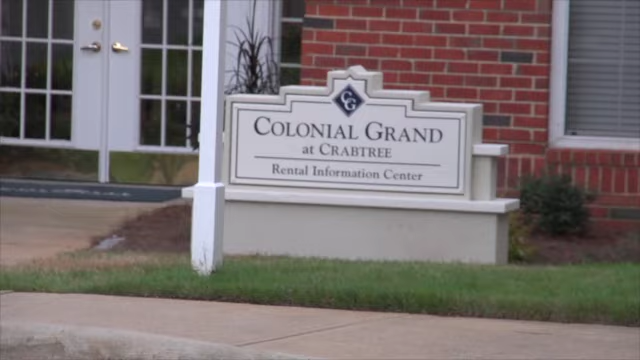 CG
COLONIAL GRAND
AT CRABTREE
Rental Information Center